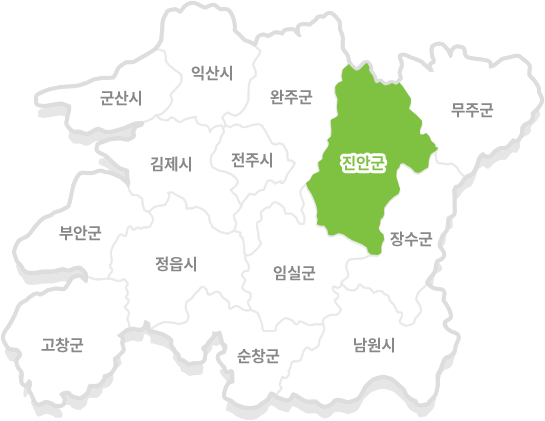 익산시
군산시
완주군
무주군
김제시
전주시
진안군
부안군
장수군
정읍시
임실군
고창군
순창군
남원시